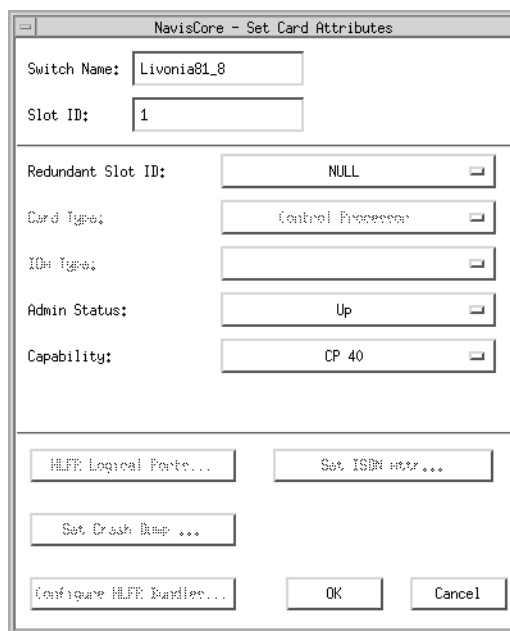 NavisCore - Set Card Attributes
Switch Name: Livonia81_8
Slot ID: 1
Redundant Slot ID: NULL
Card Type: Control Processor
IOM Type:
Admin Status: Up
Capability: CP 40
MLFR Logical Ports... Set ISDN Attr...
Set Crash Dump ...
Configure MLFR Bundles... OK Cancel